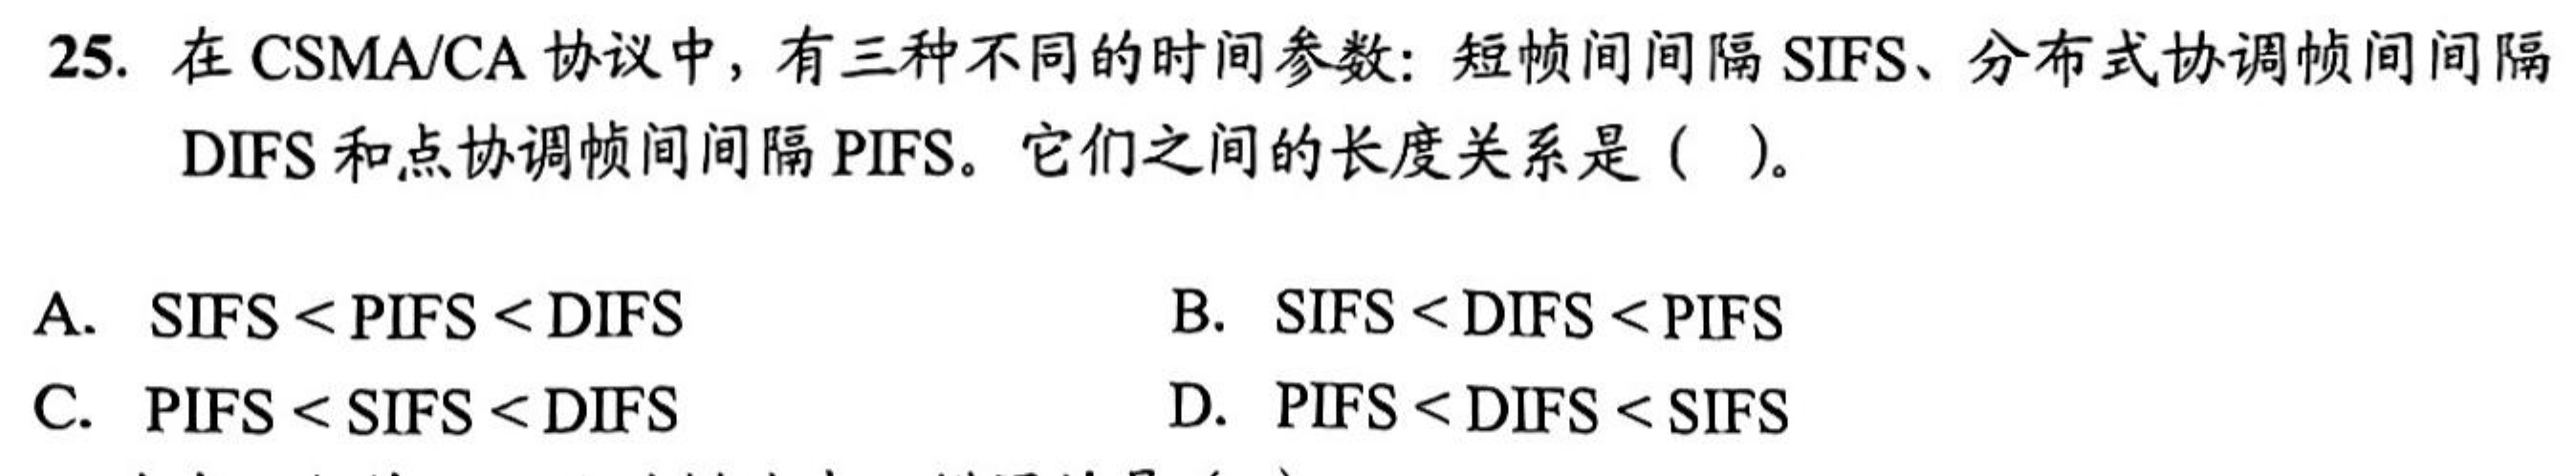 25. 在 CSMA/CA 协议中，有三种不同的时间参数：短帧间间隔 SIFS、分布式协调帧间间隔
DIFS 和点协调帧间间隔 PIFS。它们之间的长度关系是（ ）。
A. SIFS < PIFS < DIFS
B. SIFS < DIFS < PIFS
C. PIFS < SIFS < DIFS
D. PIFS < DIFS < SIFS